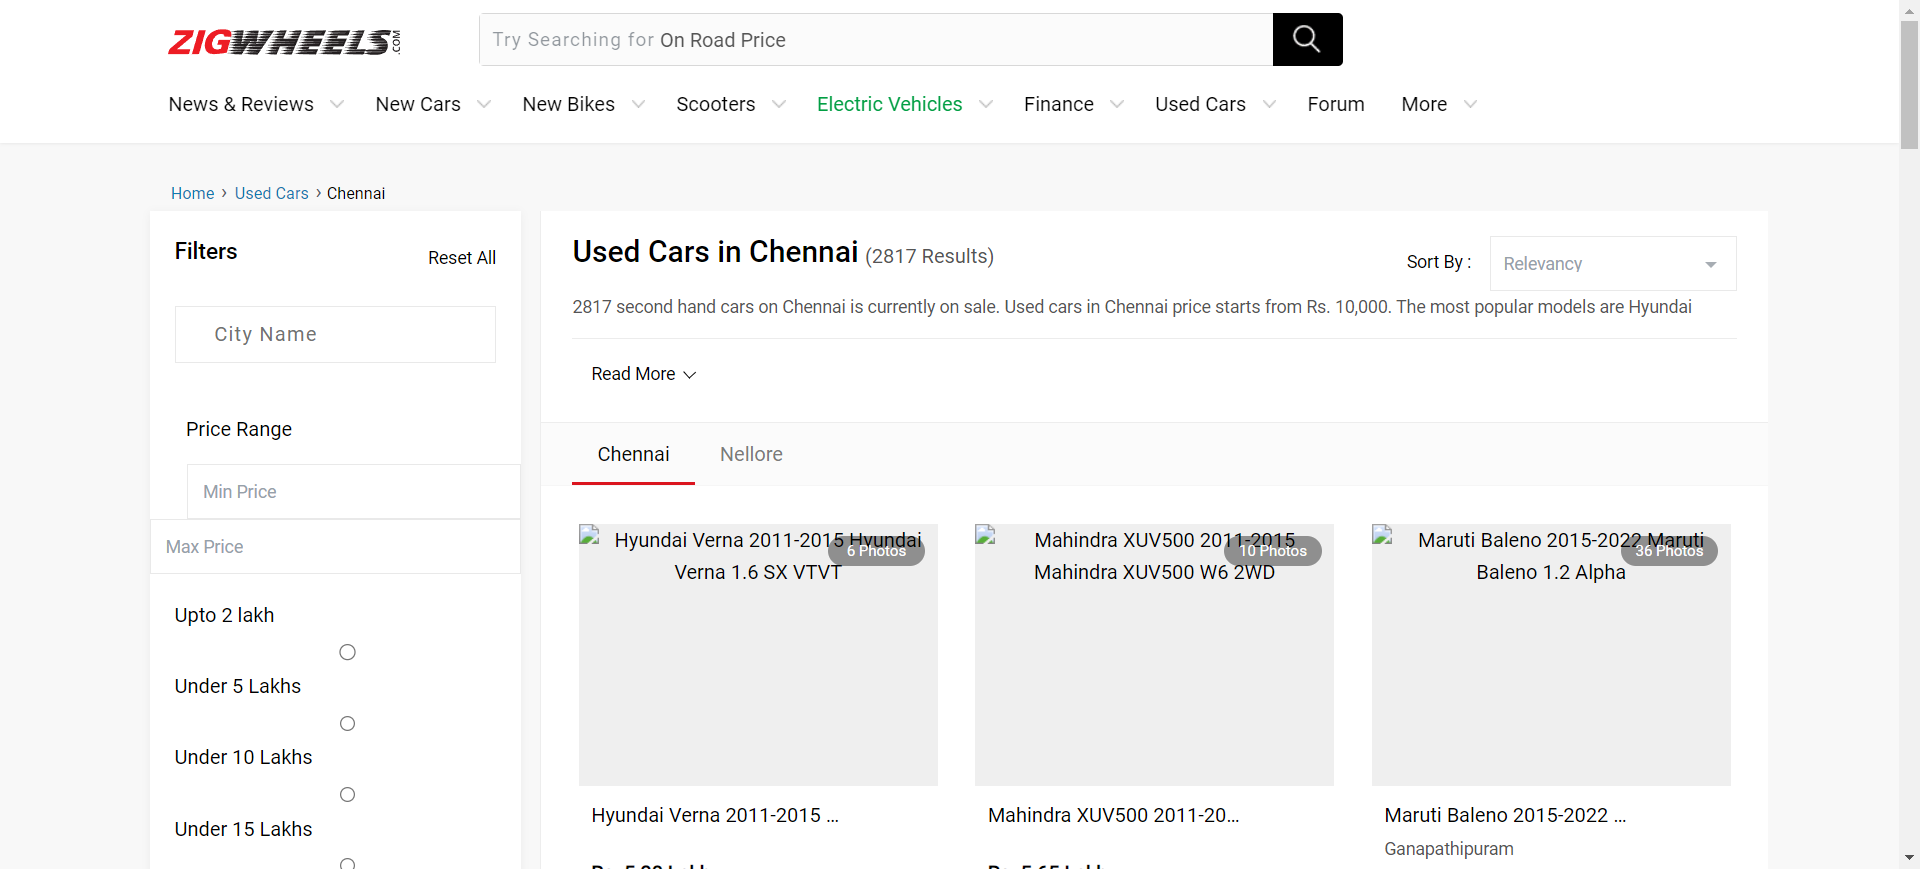 ZIGWHEELS.COM
Try Searching for On Road Price
News & Reviews New Cars New Bikes Scooters Electric Vehicles Finance Used Cars Forum More
Home › Used Cars › Chennai
Filters
Reset All
City Name
Price Range
Min Price
Max Price
Upto 2 lakh
Under 5 Lakhs
Under 10 Lakhs
Under 15 Lakhs
Used Cars in Chennai (2817 Results)
Sort By :
Relevancy
2817 second hand cars on Chennai is currently on sale. Used cars in Chennai price starts from Rs. 10,000. The most popular models are Hyundai
Read More
Chennai Nellore
Hyundai Verna 2011-2015 Hyundai
Verna 1.6 SX VTVT
6 Photos
Hyundai Verna 2011-2015 ...
Mahindra XUV500 2011-2015
Mahindra XUV500 W6 2WD
10 Photos
Mahindra XUV500 2011-20...
Maruti Baleno 2015-2022 Maruti
Baleno 1.2 Alpha
36 Photos
Maruti Baleno 2015-2022 ...
Ganapathipuram